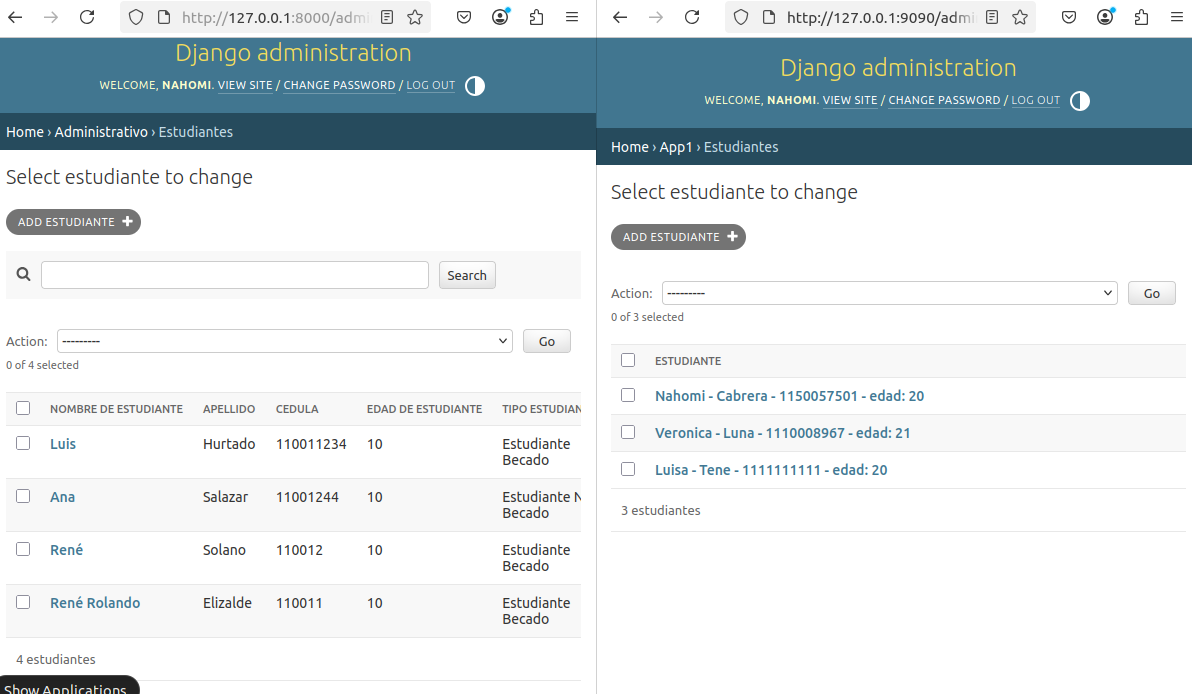 http://127.0.0.1:8000/admi
Django administration
WELCOME, NAHOMI. VIEW SITE / CHANGE PASSWORD / LOG OUT
Home › Administrativo › Estudiantes
Select estudiante to change
ADD ESTUDIANTE +
Search
Action: --------- Go
0 of 4 selected
NOMBRE DE ESTUDIANTE APELLIDO CEDULA EDAD DE ESTUDIANTE TIPO ESTUDIAN
Luis Hurtado 110011234 10 Estudiante
Becado
Ana Salazar 11001244 10 Estudiante N
Becado
René Solano 110012 10 Estudiante
Becado
René Rolando Elizalde 110011 10 Estudiante
Becado
4 estudiantes
Show Applications
http://127.0.0.1:9090/admi
Django administration
WELCOME, NAHOMI. VIEW SITE / CHANGE PASSWORD / LOG OUT
Home › App1 › Estudiantes
Select estudiante to change
ADD ESTUDIANTE +
Action: --------- Go
0 of 3 selected
ESTUDIANTE
Nahomi - Cabrera - 1150057501 - edad: 20
Veronica - Luna - 1110008967 - edad: 21
Luisa - Tene - 1111111111 - edad: 20
3 estudiantes